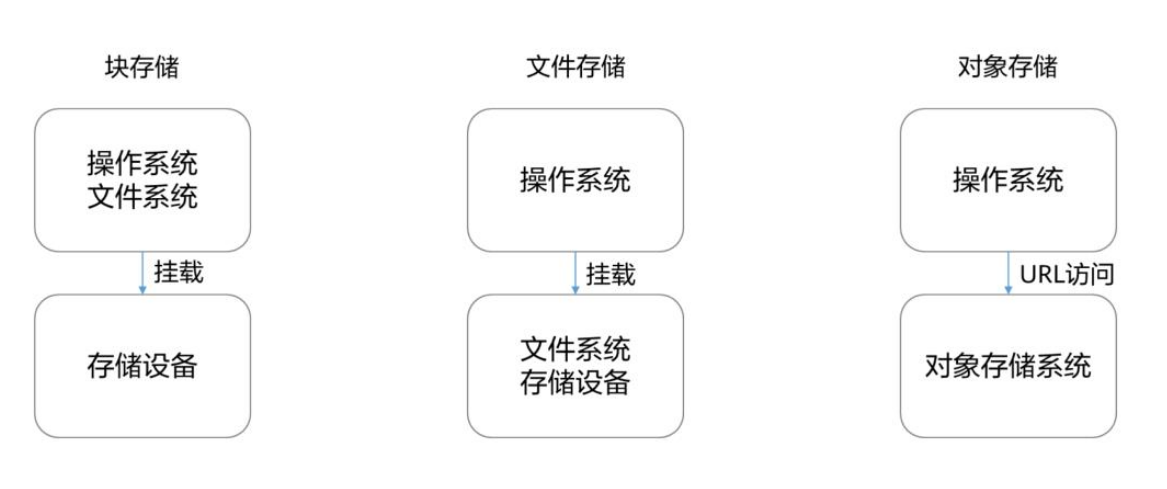 块存储
操作系统
文件系统
挂载
存储设备
文件存储
操作系统
挂载
文件系统
存储设备
对象存储
操作系统
URL访问
对象存储系统